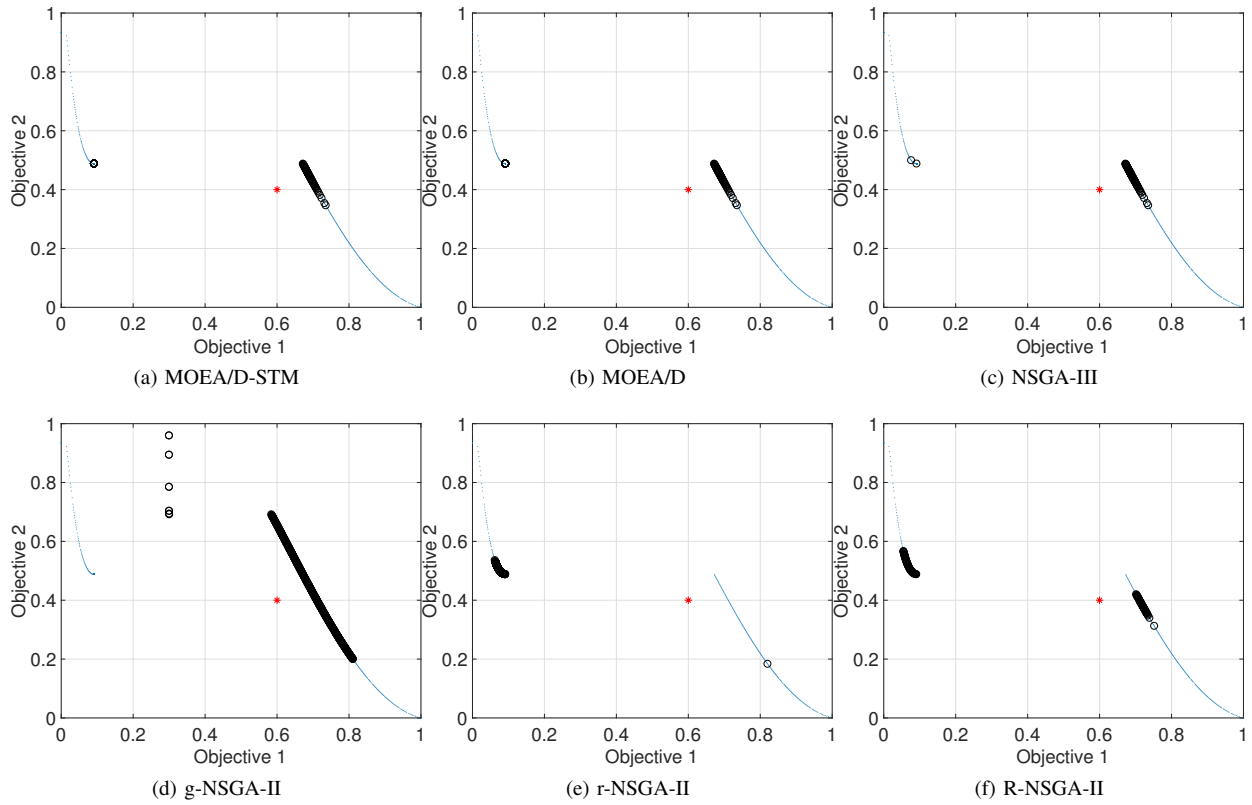 1
0.8
0.6
0.4
0.2
0
Objective 2
0 0.2 0.4 0.6 0.8 1
Objective 1
(a) MOEA/D-STM
1
0.8
0.6
0.4
0.2
0
Objective 2
0 0.2 0.4 0.6 0.8 1
Objective 1
(b) MOEA/D
1
0.8
0.6
0.4
0.2
0
Objective 2
0 0.2 0.4 0.6 0.8 1
Objective 1
(c) NSGA-III
1
0.8
0.6
0.4
0.2
0
Objective 2
0 0.2 0.4 0.6 0.8 1
Objective 1
(d) g-NSGA-II
1
0.8
0.6
0.4
0.2
0
Objective 2
0 0.2 0.4 0.6 0.8 1
Objective 1
(e) r-NSGA-II
1
0.8
0.6
0.4
0.2
0
Objective 2
0 0.2 0.4 0.6 0.8 1
Objective 1
(f) R-NSGA-II